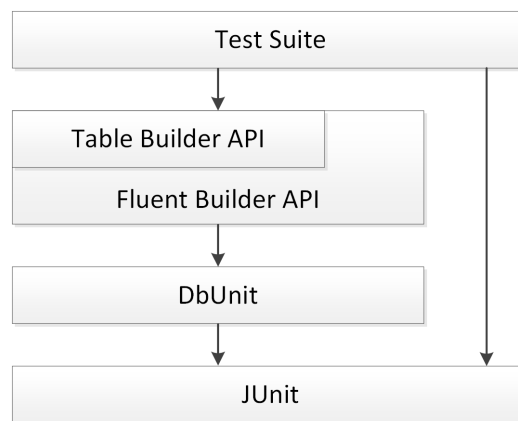 Test Suite
Table Builder API
Fluent Builder API
DbUnit
JUnit